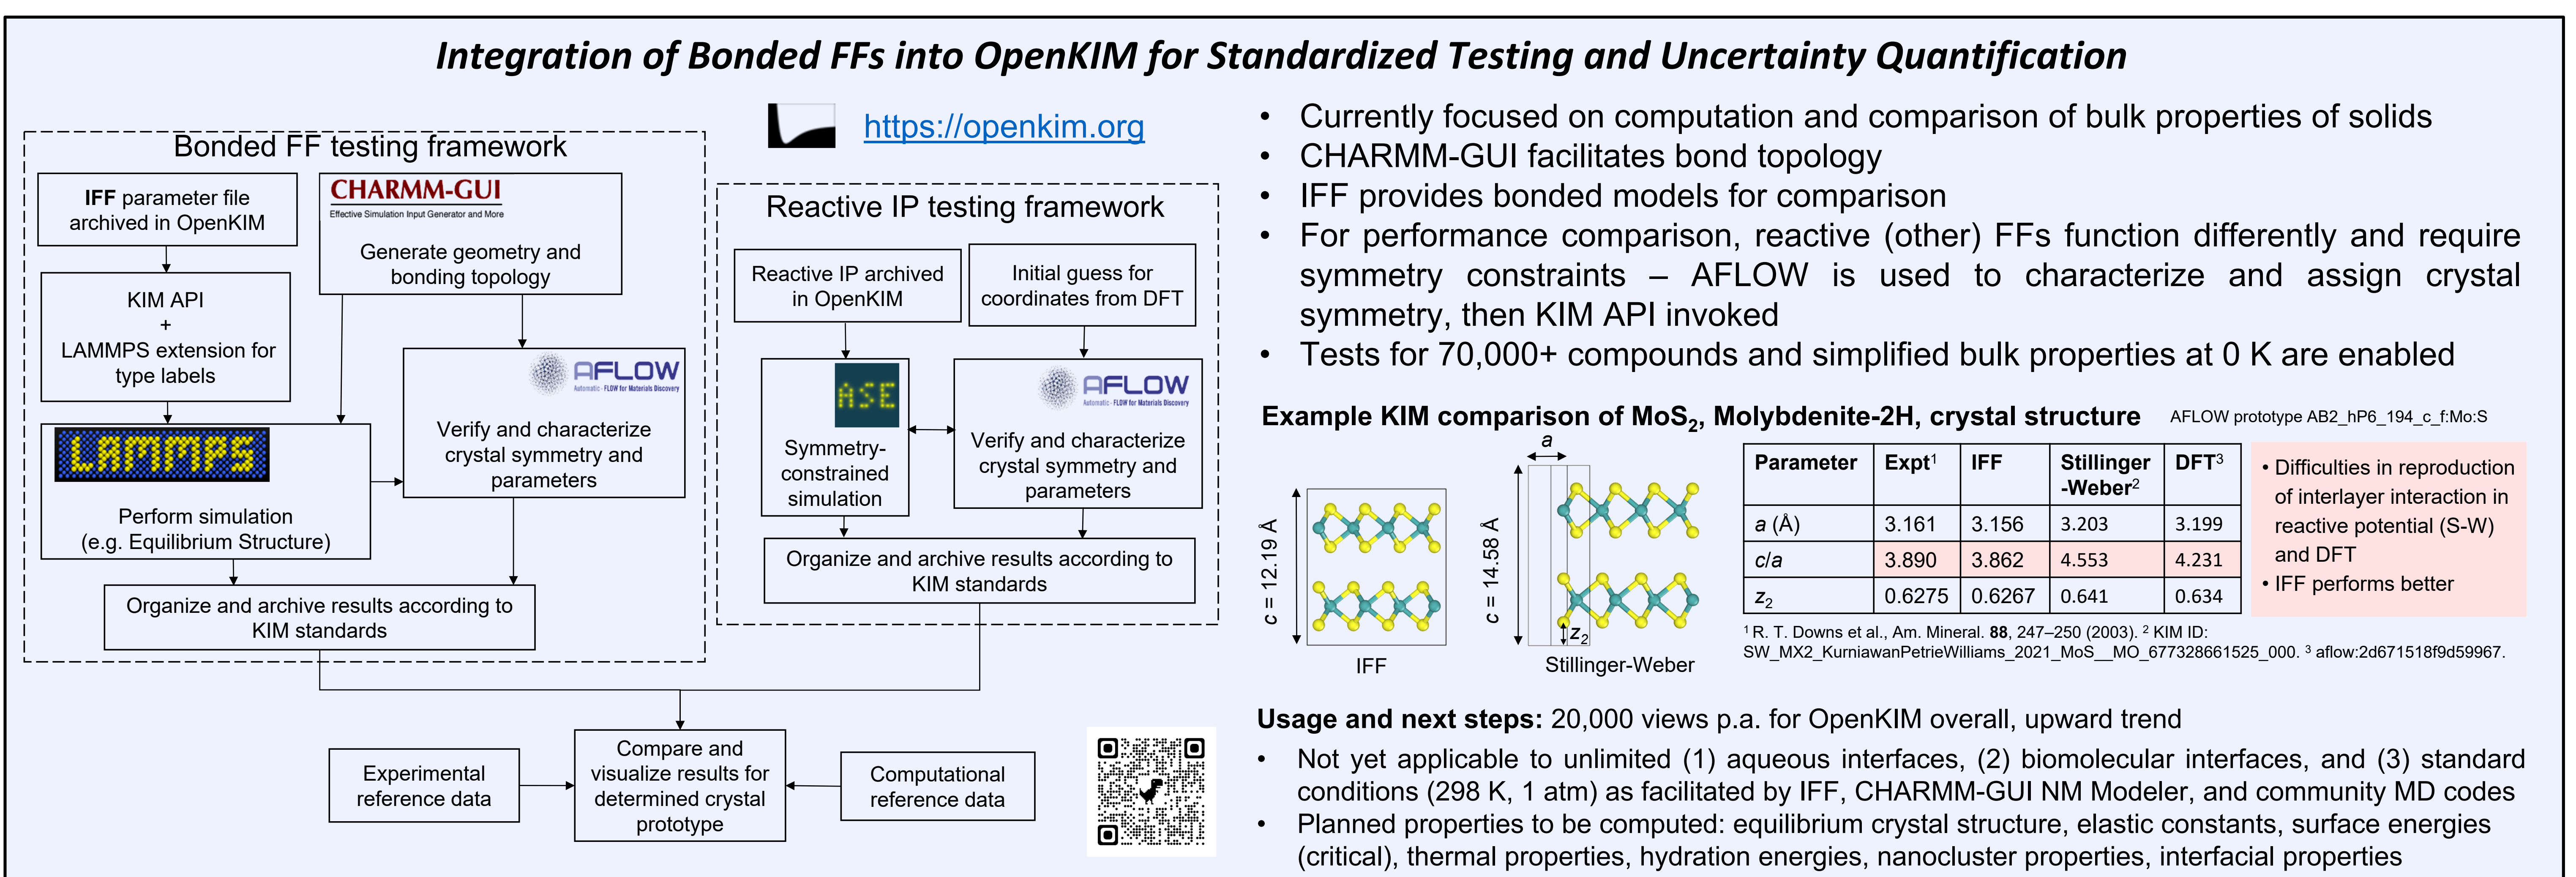 Integration of Bonded FFs into OpenKIM for Standardized Testing and Uncertainty Quantification
https://openkim.org
Bonded FF testing framework
IFF parameter file
archived in OpenKIM
CHARMM-GUI
Effective Simulation Input Generator and More
Generate geometry and
bonding topology
KIM API
+
LAMMPS extension for
type labels
AFLOW
Automatic - FLOW for Materials Discovery
Verify and characterize
crystal symmetry and
parameters
LAMMPS
Perform simulation
(e.g. Equilibrium Structure)
Organize and archive results according to
KIM standards
Reactive IP testing framework
Reactive IP archived
in OpenKIM
Initial guess for
coordinates from DFT
ASE
Symmetry-
constrained
simulation
AFLOW
Automatic - FLOW for Materials Discovery
Verify and characterize
crystal symmetry and
parameters
Organize and archive results according to
KIM standards
Experimental
reference data
Compare and
visualize results for
determined crystal
prototype
Computational
reference data
• Currently focused on computation and comparison of bulk properties of solids
• CHARMM-GUI facilitates bond topology
• IFF provides bonded models for comparison
• For performance comparison, reactive (other) FFs function differently and require
symmetry constraints – AFLOW is used to characterize and assign crystal
symmetry, then KIM API invoked
• Tests for 70,000+ compounds and simplified bulk properties at 0 K are enabled
Example KIM comparison of MoS₂, Molybdenite-2H, crystal structure
AFLOW prototype AB2_hP6_194_c_f:Mo:S
c = 12.19 Å
IFF
a
c = 14.58 Å
z₂
Stillinger-Weber
Parameter Expt¹ IFF Stillinger-Weber² DFT³
a (Å) 3.161 3.156 3.203 3.199
c/a 3.890 3.862 4.553 4.231
z₂ 0.6275 0.6267 0.641 0.634
• Difficulties in reproduction
of interlayer interaction in
reactive potential (S-W)
and DFT
• IFF performs better
¹ R. T. Downs et al., Am. Mineral. 88, 247–250 (2003). ² KIM ID:
SW_MX2_KurniawanPetrieWilliams_2021_MoS__MO_677328661525_000. ³ aflow:2d671518f9d59967.
Usage and next steps: 20,000 views p.a. for OpenKIM overall, upward trend
• Not yet applicable to unlimited (1) aqueous interfaces, (2) biomolecular interfaces, and (3) standard
conditions (298 K, 1 atm) as facilitated by IFF, CHARMM-GUI NM Modeler, and community MD codes
• Planned properties to be computed: equilibrium crystal structure, elastic constants, surface energies
(critical), thermal properties, hydration energies, nanocluster properties, interfacial properties